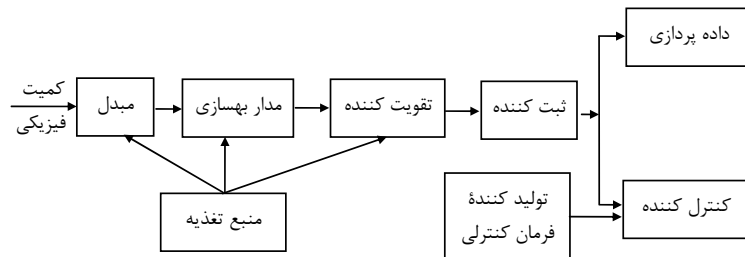 داده پردازی
کمیت
فیزیکی
مبدل
مدار بهسازی
تقویت کننده
ثبت کننده
منبع تغذیه
تولید کنندهٔ
فرمان کنترلی
کنترل کننده